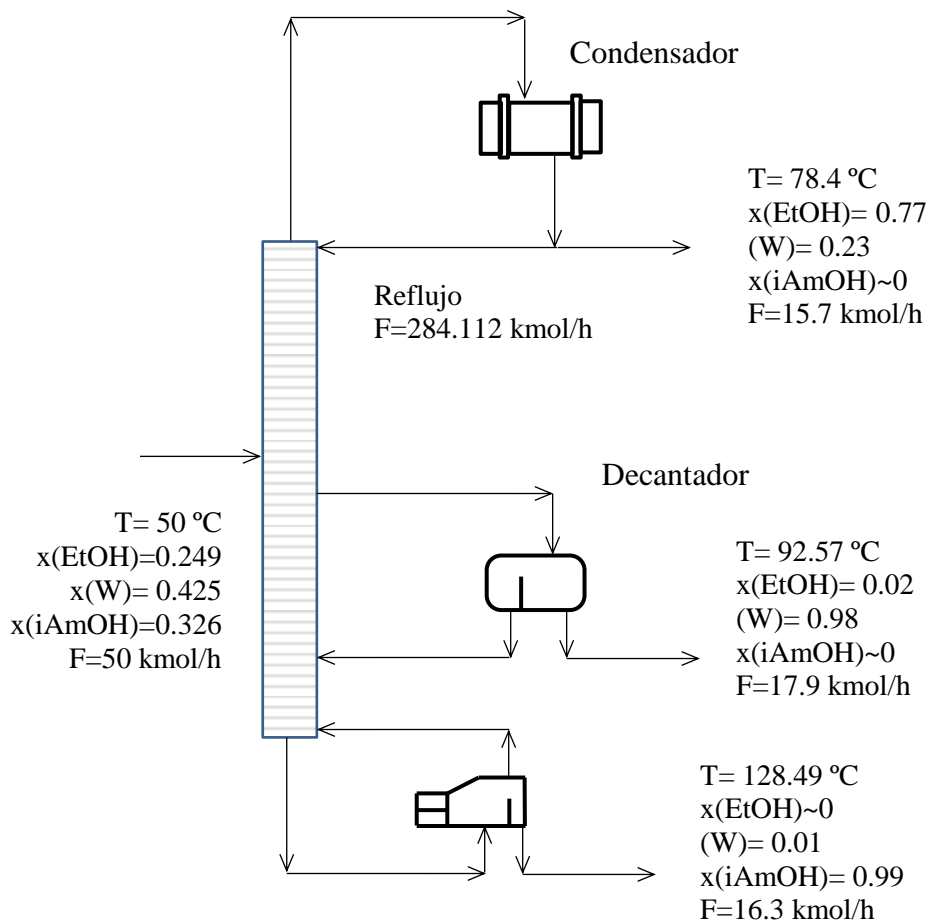 Condensador
T= 78.4 ºC
x(EtOH)= 0.77
(W)= 0.23
x(iAmOH)~0
F=15.7 kmol/h
Reflujo
F=284.112 kmol/h
Decantador
T= 50 ºC
x(EtOH)=0.249
x(W)= 0.425
x(iAmOH)=0.326
F=50 kmol/h
T= 92.57 ºC
x(EtOH)= 0.02
(W)= 0.98
x(iAmOH)~0
F=17.9 kmol/h
T= 128.49 ºC
x(EtOH)~0
(W)= 0.01
x(iAmOH)= 0.99
F=16.3 kmol/h